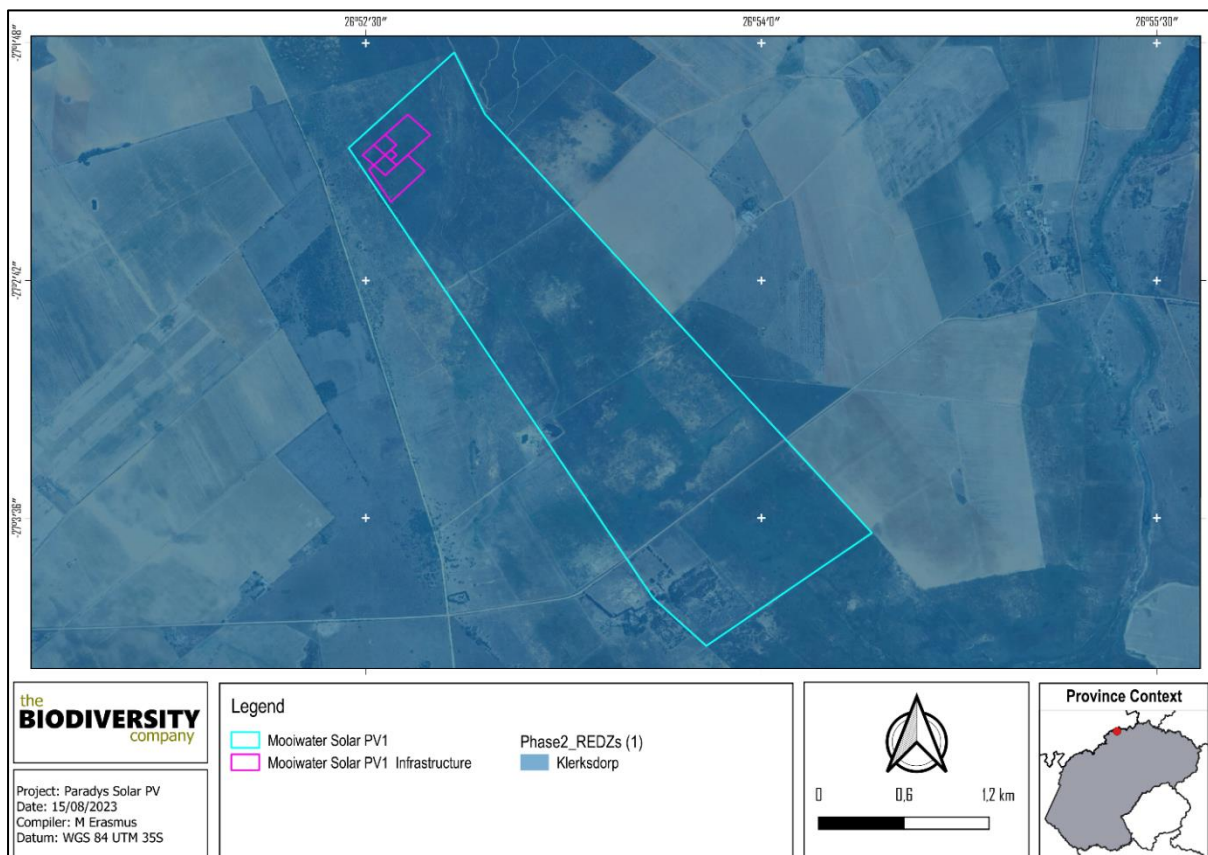 26°52'30"
26°54'0"
26°55'30"
-27°1'48"
-27°2'42"
-27°3'36"
the
BIODIVERSITY
company
Project: Paradys Solar PV
Date: 15/08/2023
Compiler: M Erasmus
Datum: WGS 84 UTM 35S
Legend
Mooiwater Solar PV1
Mooiwater Solar PV1 Infrastructure
Phase2_REDZs (1)
Klerksdorp
0 0,6 1,2 km
Province Context